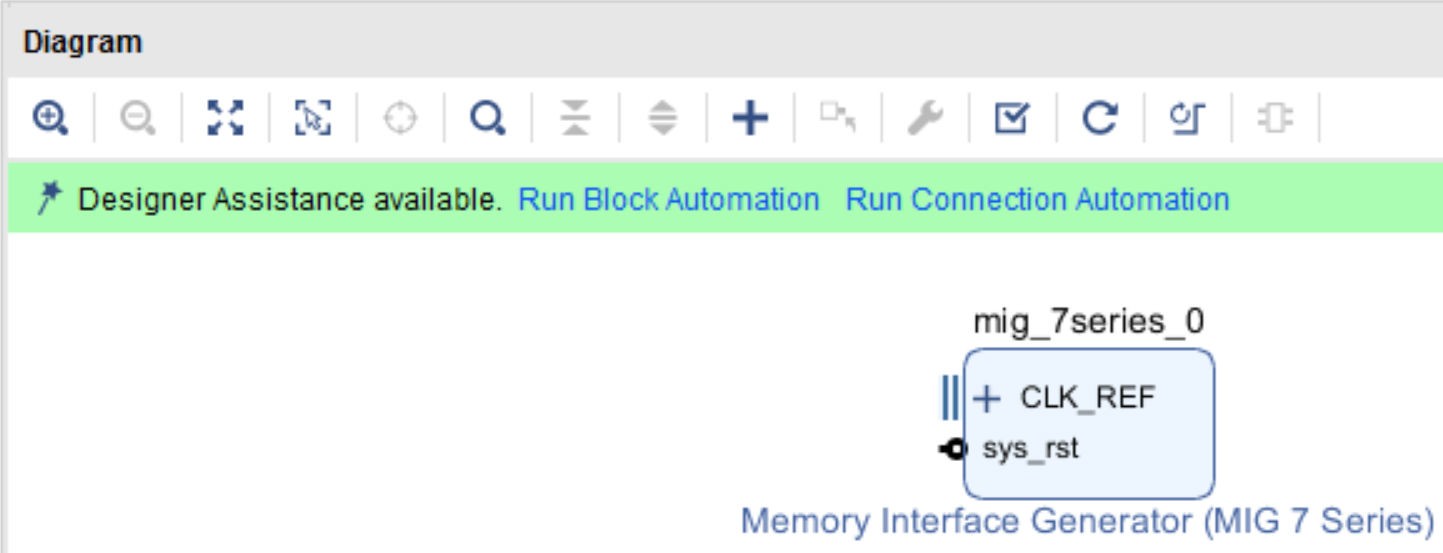 Diagram
Designer Assistance available. Run Block Automation Run Connection Automation
mig_7series_0
CLK_REF
sys_rst
Memory Interface Generator (MIG 7 Series)